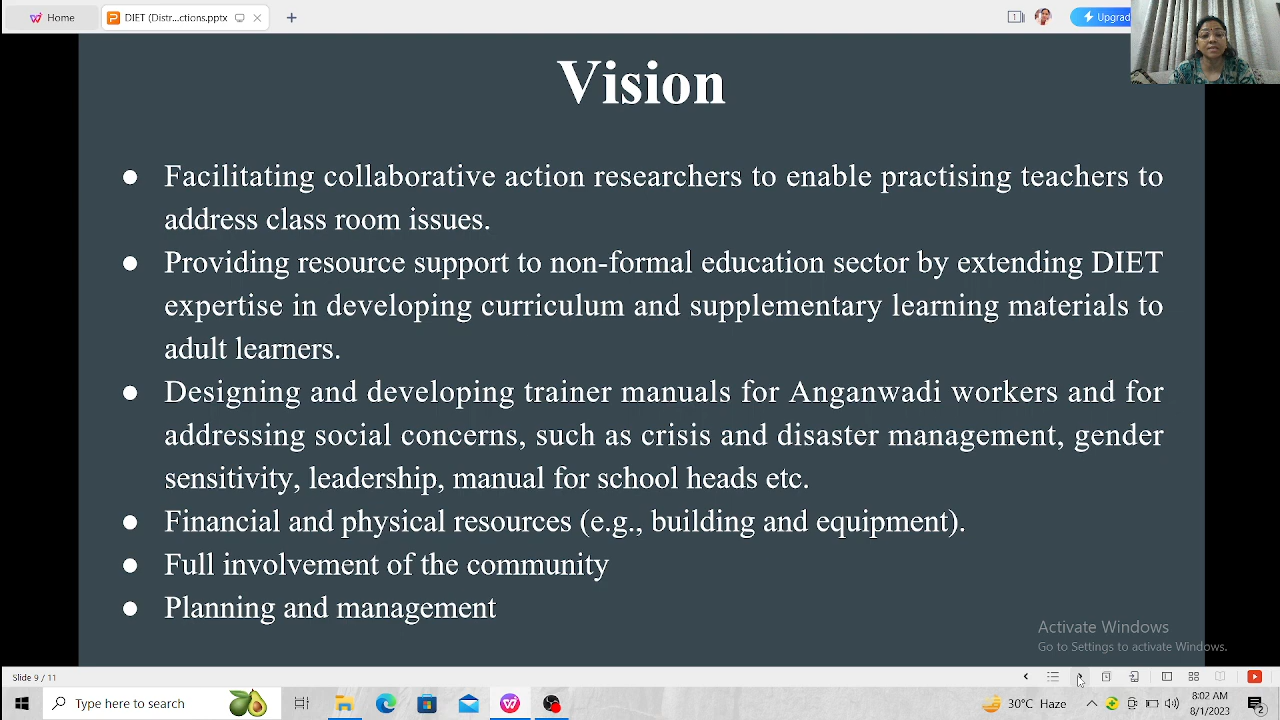 Home
DIET (Distr...ctions.pptx
1
Upgrad
Vision
Facilitating collaborative action researchers to enable practising teachers to
address class room issues.
Providing resource support to non-formal education sector by extending DIET
expertise in developing curriculum and supplementary learning materials to
adult learners.
Designing and developing trainer manuals for Anganwadi workers and for
addressing social concerns, such as crisis and disaster management, gender
sensitivity, leadership, manual for school heads etc.
Financial and physical resources (e.g., building and equipment).
Full involvement of the community
Planning and management
Activate Windows
Go to Settings to activate Windows.
Slide 9 / 11
Type here to search
30°C Haze
8:02 AM
8/1/2023
2